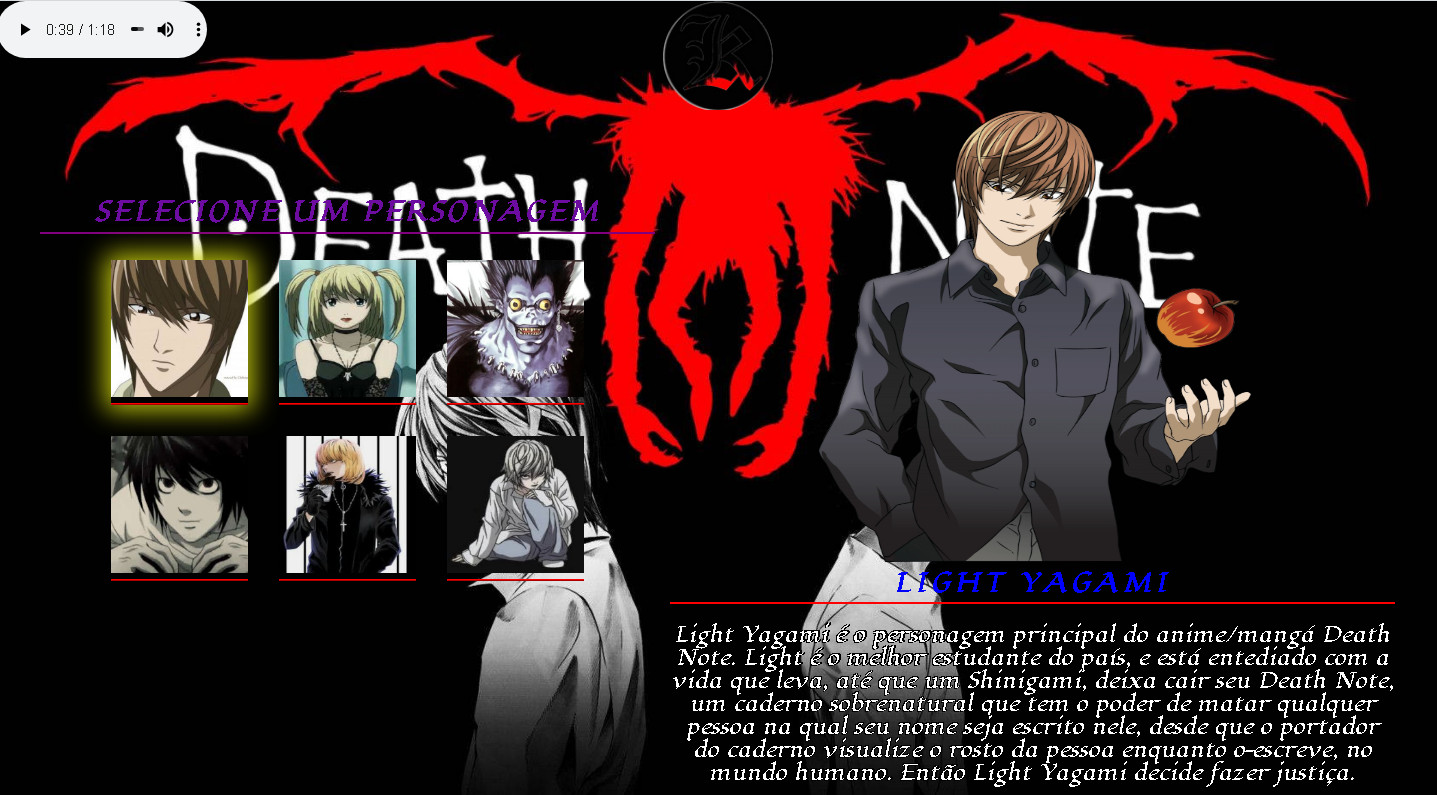 0:39 / 1:18
K
DEATH NOTE
SELECIONE UM PERSONAGEM
LIGHT YAGAMI
Light Yagami é o personagem principal do anime/mangá Death
Note. Light é o melhor estudante do país, e está entediado com a
vida que leva, até que um Shinigami, deixa cair seu Death Note,
um caderno sobrenatural que tem o poder de matar qualquer
pessoa na qual seu nome seja escrito nele, desde que o portador
do caderno visualize o rosto da pessoa enquanto o-escreve, no
mundo humano. Então Light Yagami decide fazer justiça.